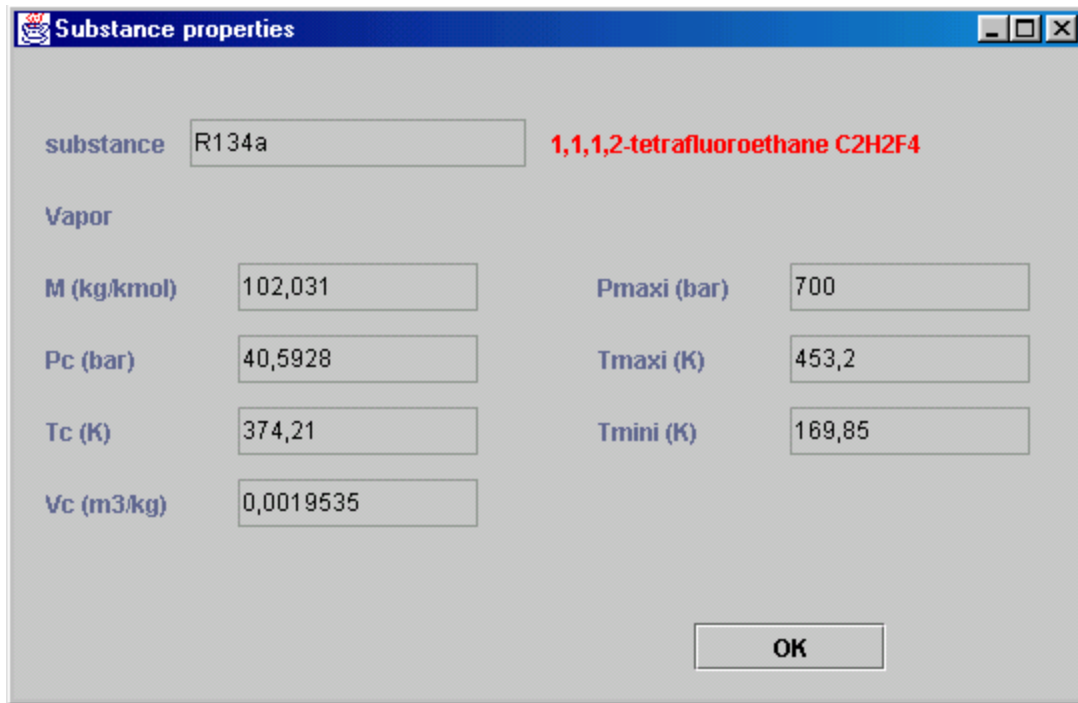 Substance properties
substance R134a 1,1,1,2-tetrafluoroethane C2H2F4
Vapor
M (kg/kmol) 102,031 Pmaxi (bar) 700
Pc (bar) 40,5928 Tmaxi (K) 453,2
Tc (K) 374,21 Tmini (K) 169,85
Vc (m3/kg) 0,0019535
OK